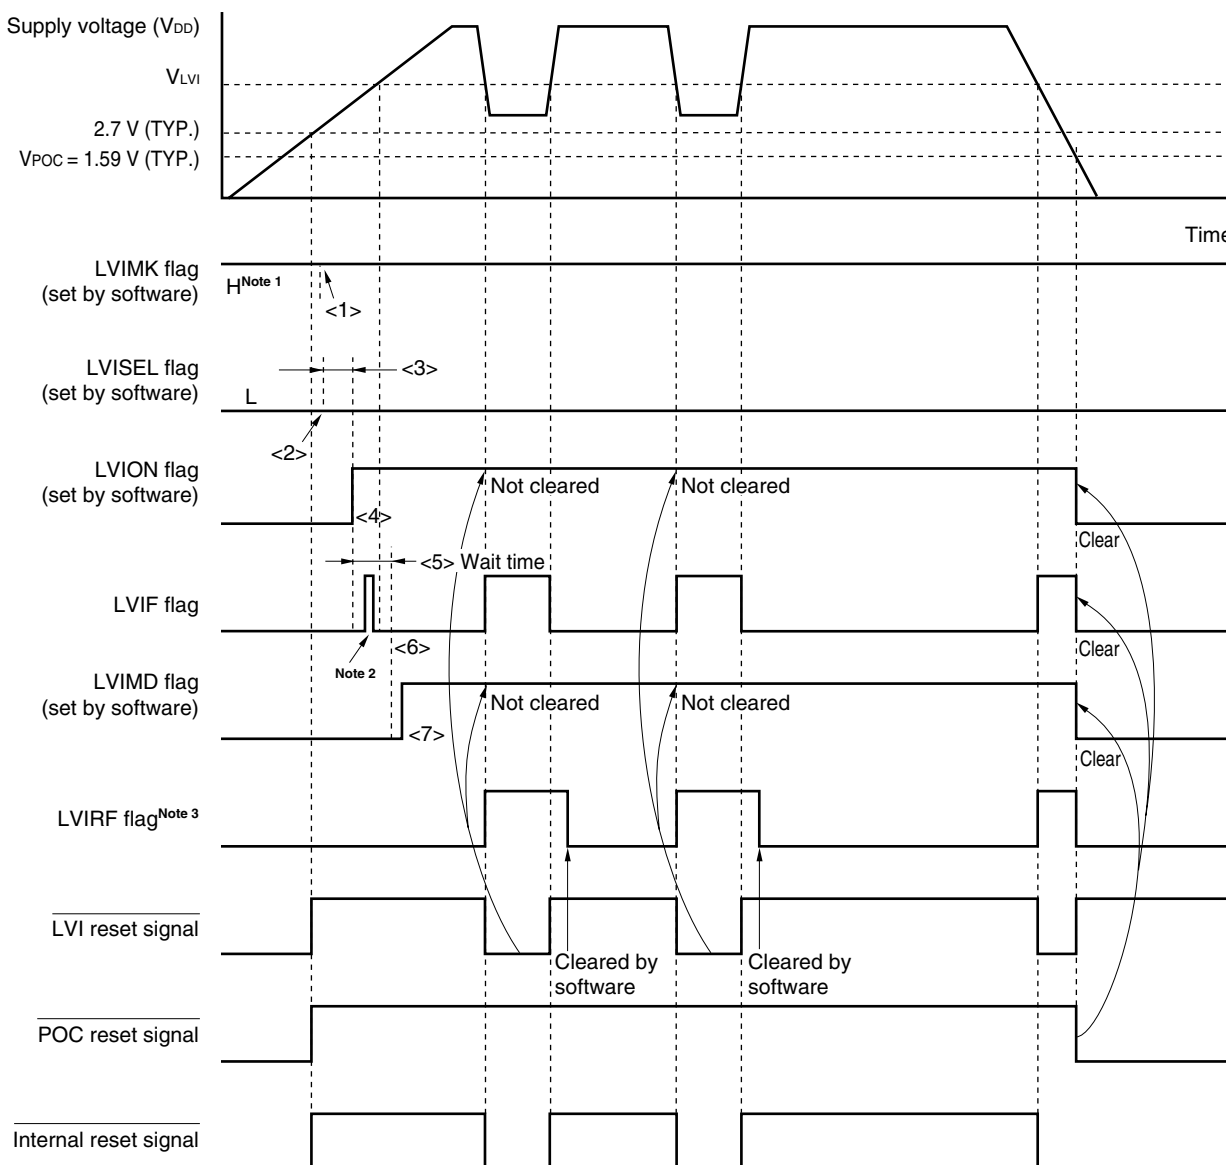 Supply voltage (VDD)
VLVI
2.7 V (TYP.)
VPOC = 1.59 V (TYP.)
Time
LVIMK flag
(set by software)
H Note 1
<1>
LVISEL flag
(set by software)
<3>
L
<2>
LVION flag
(set by software)
Not cleared
Not cleared
<4>
Clear
<5> Wait time
LVIF flag
<6>
Clear
Note 2
LVIMD flag
(set by software)
Not cleared
Not cleared
<7>
Clear
LVIRF flag Note 3
LVI reset signal
Cleared by
software
Cleared by
software
POC reset signal
Internal reset signal